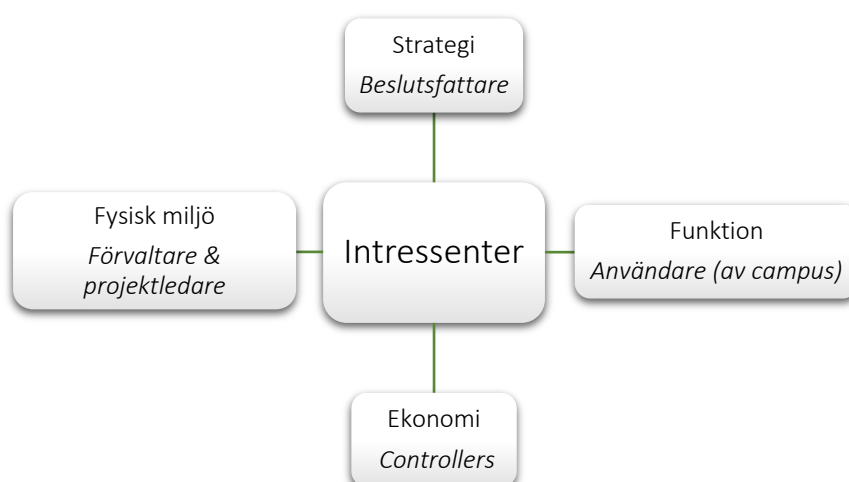 Strategi
Beslutsfattare
Fysisk miljö
Förvaltare &
projektledare
Intressenter
Funktion
Användare (av campus)
Ekonomi
Controllers